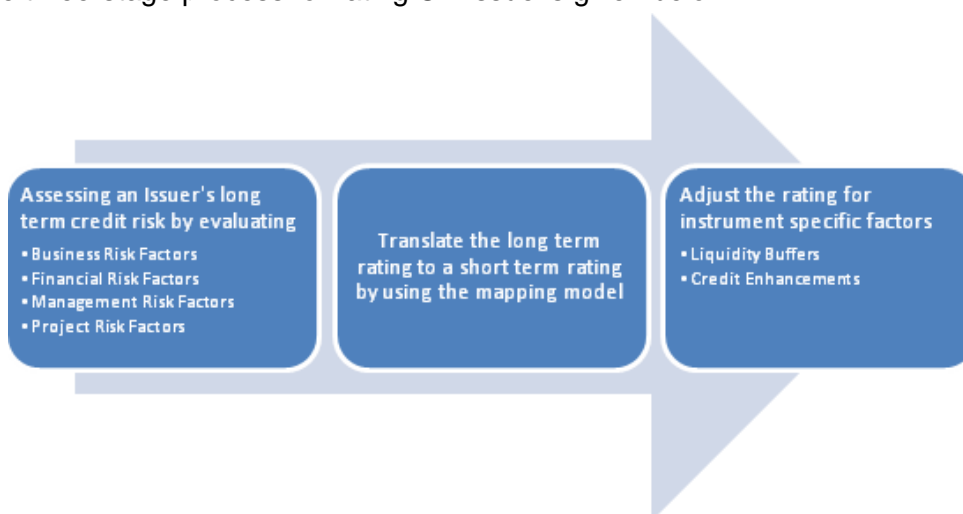 Assessing an Issuer's long
term credit risk by evaluating
▪ Business Risk Factors
▪ Financial Risk Factors
▪ Management Risk Factors
▪ Project Risk Factors
Translate the long term
rating to a short term rating
by using the mapping model
Adjust the rating for
instrument specific factors
▪ Liquidity Buffers
▪ Credit Enhancements